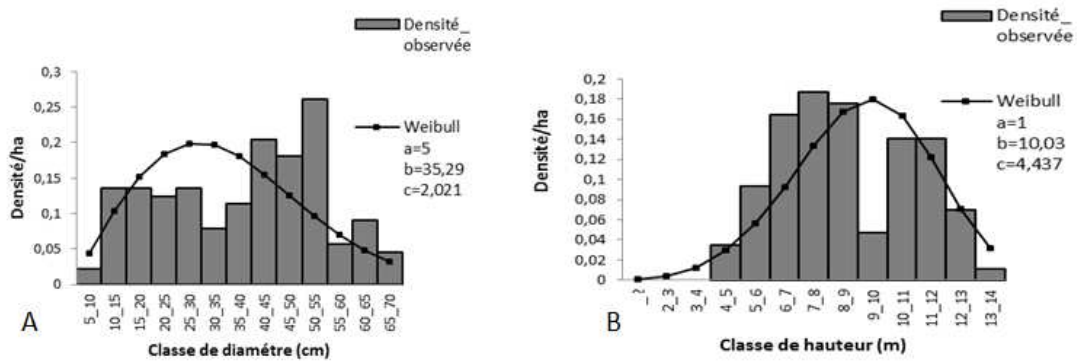 Densité_
observée
Densité/ha
0,3
0,25
0,2
0,15
0,1
0,05
0
Weibull
a=5
b=35,29
c=2,021
5_10
10_15
15_20
20_25
25_30
30_35
35_40
40_45
45_50
50_55
55_60
60_65
65_70
A
Classe de diamétre (cm)
Densité_
observée
Densité/ha
0,2
0,18
0,16
0,14
0,12
0,1
0,08
0,06
0,04
0,02
0
Weibull
a=1
b=10,03
c=4,437
2_3
3_4
4_5
5_6
6_7
7_8
8_9
9_10
10_11
11_12
12_13
13_14
B
Classe de hauteur (m)